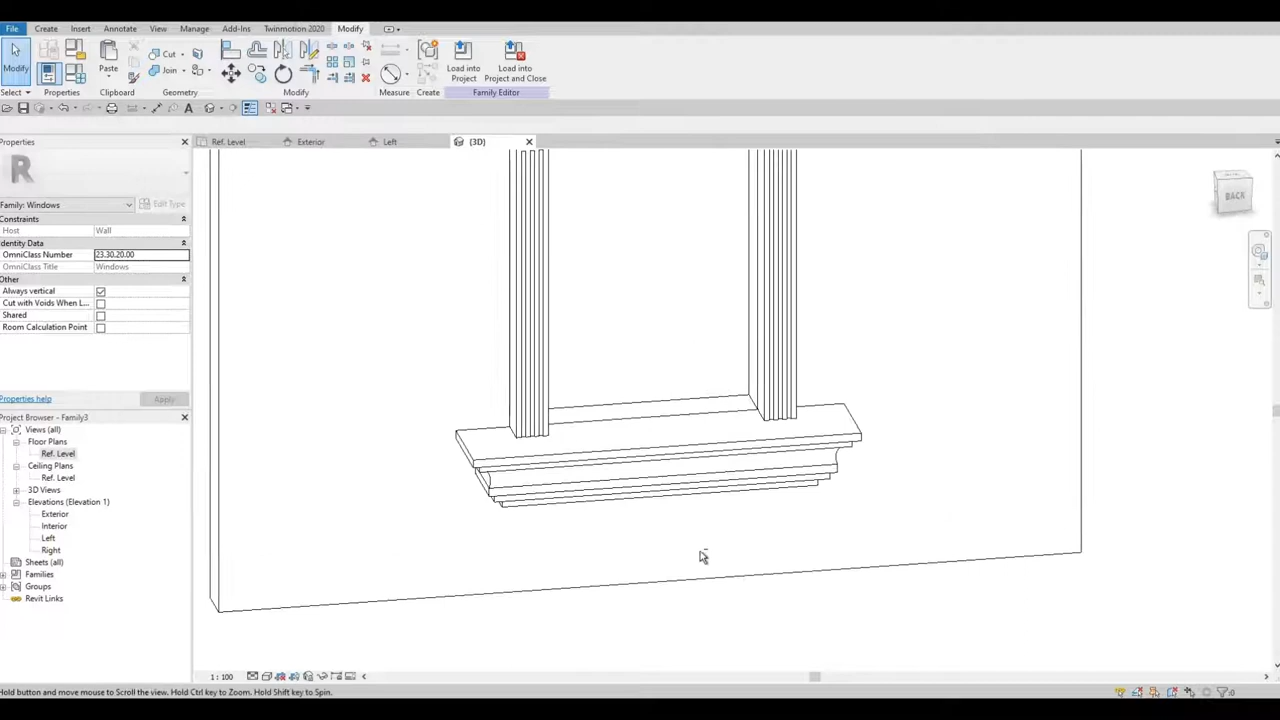 File Create Insert Annotate View Manage Add-Ins Twinmotion 2020 Modify
Modify
Select
Properties
Paste
Clipboard
Cut
Join
Geometry
Modify
Measure
Create
Load into
Project
Load into
Project and Close
Family Editor
Properties
Ref. Level
Exterior
Left
{3D}
R
Family: Windows
Edit Type
Constraints
Host Wall
Identity Data
OmniClass Number 23.30.20.00
OmniClass Title Windows
Other
Always vertical
Cut with Voids When L...
Shared
Room Calculation Point
Properties help
Apply
Project Browser - Family3
Views (all)
Floor Plans
Ref. Level
Ceiling Plans
Ref. Level
3D Views
Elevations (Elevation 1)
Exterior
Interior
Left
Right
Sheets (all)
Families
Groups
Revit Links
BACK
1 : 100
Hold button and move mouse to Scroll the view. Hold Ctrl key to Zoom. Hold Shift key to Spin.
:0